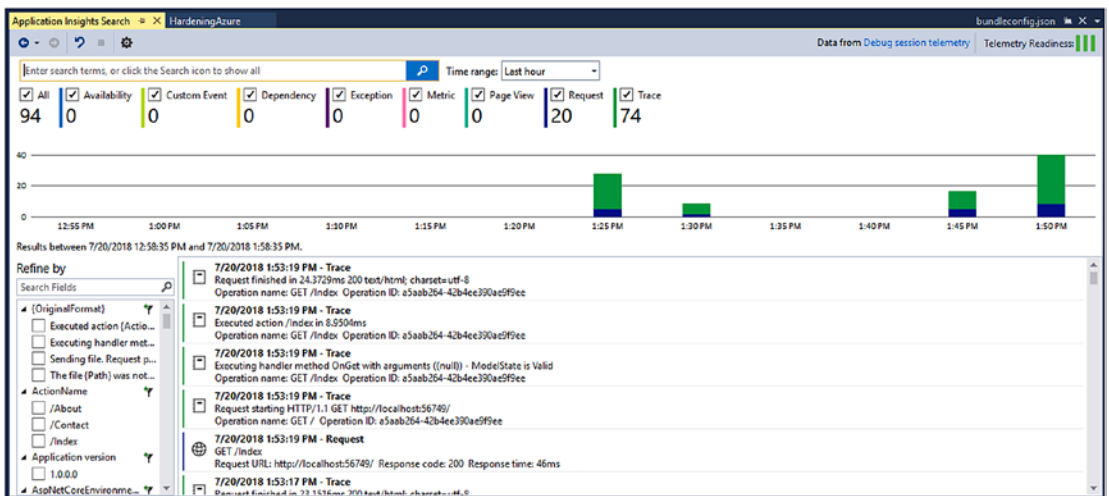 Application Insights Search
HardeningAzure
bundleconfig.json
Data from Debug session telemetry
Telemetry Readiness:
Enter search terms, or click the Search icon to show all
Time range: Last hour
All Availability Custom Event Dependency Exception Metric Page View Request Trace
94 0 0 0 0 0 0 20 74
40
20
0
12:55 PM 1:00 PM 1:05 PM 1:10 PM 1:15 PM 1:20 PM 1:25 PM 1:30 PM 1:35 PM 1:40 PM 1:45 PM 1:50 PM
Results between 7/20/2018 12:58:35 PM and 7/20/2018 1:58:35 PM.
Refine by
Search Fields
{OriginalFormat}
Executed action {Actio...
Executing handler met...
Sending file. Request p...
The file {Path} was not...
ActionName
/About
/Contact
/Index
Application version
1.0.0.0
AspNetCoreEnvironme...
7/20/2018 1:53:19 PM - Trace
Request finished in 24.3729ms 200 text/html; charset=utf-8
Operation name: GET /Index Operation ID: a5aab264-42b4ee390ae9f9ee
7/20/2018 1:53:19 PM - Trace
Executed action /Index in 8.9504ms
Operation name: GET /Index Operation ID: a5aab264-42b4ee390ae9f9ee
7/20/2018 1:53:19 PM - Trace
Executing handler method OnGet with arguments ((null)) - ModelState is Valid
Operation name: GET /Index Operation ID: a5aab264-42b4ee390ae9f9ee
7/20/2018 1:53:19 PM - Trace
Request starting HTTP/1.1 GET http://localhost:56749/
Operation name: GET / Operation ID: a5aab264-42b4ee390ae9f9ee
7/20/2018 1:53:19 PM - Request
GET /Index
Request URL: http://localhost:56749/ Response code: 200 Response time: 46ms
7/20/2018 1:53:17 PM - Trace
Request finished in 23.1516ms 200 text/html; charset=utf-8